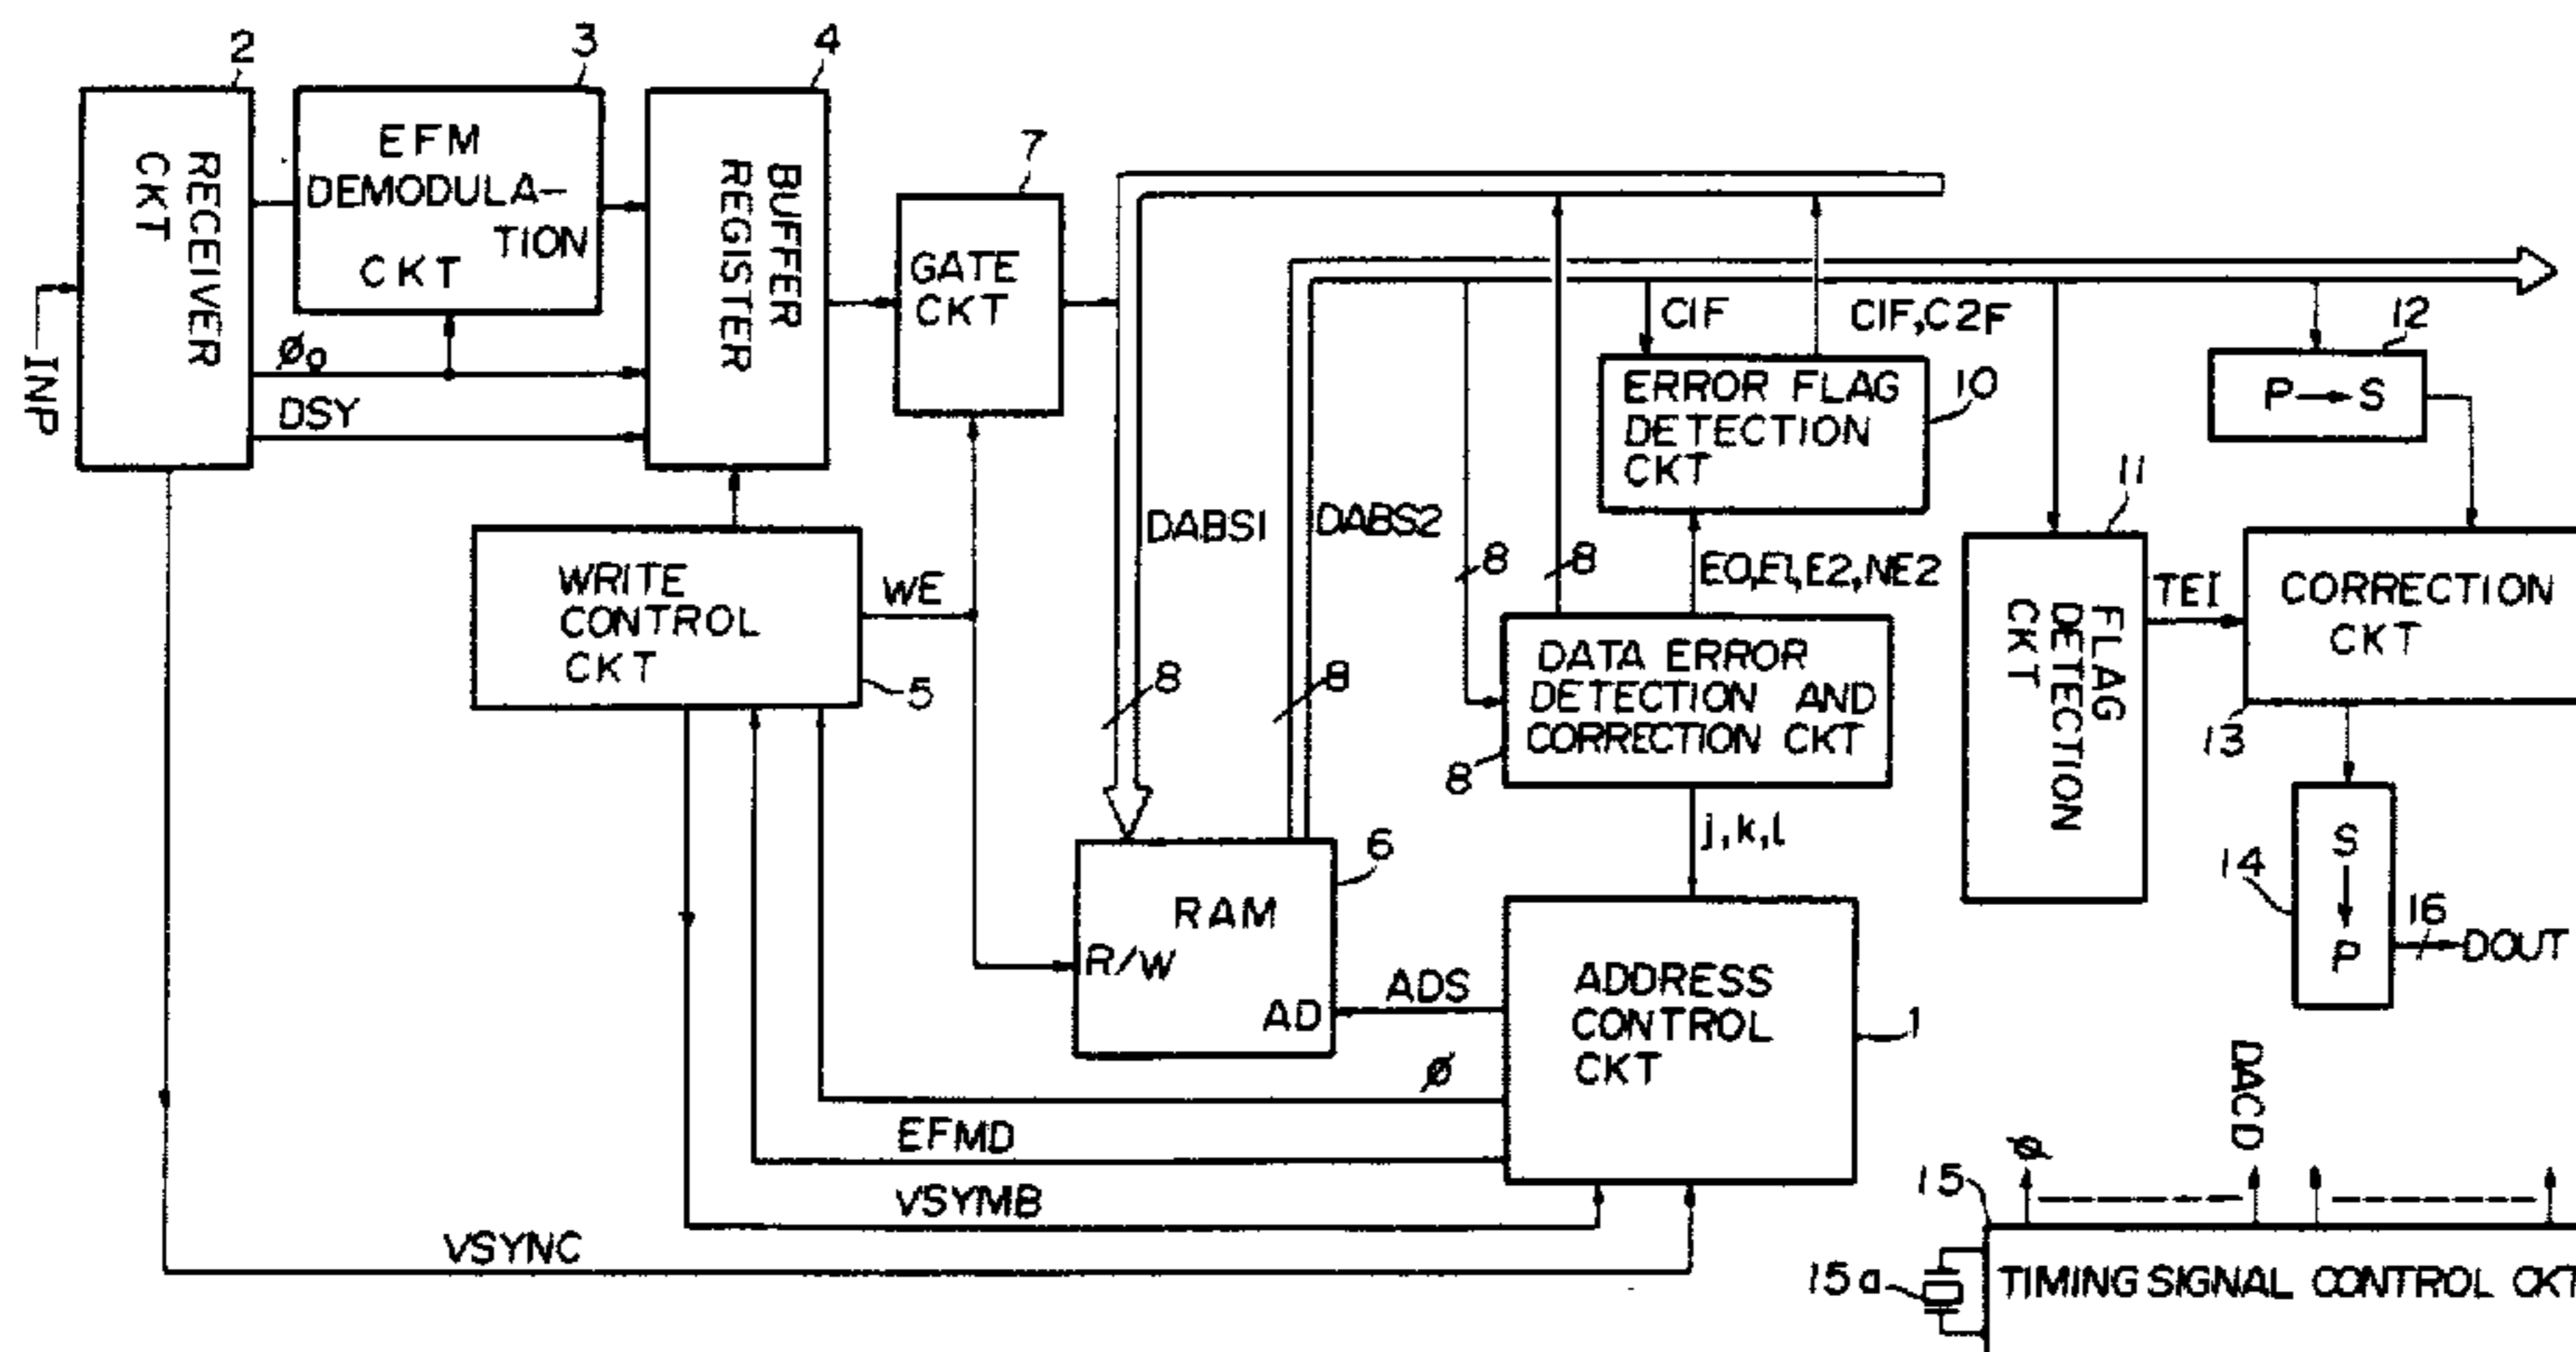 2
3
4
7
RECEIVER
CKT
EFM
DEMODULA-
TION
CKT
BUFFER
REGISTER
GATE
CKT
INP
ø0
DSY
C1F
C1F,C2F
12
P→S
ERROR FLAG
DETECTION
CKT
10
11
DABS1
DABS2
8
8
E0,E1,E2,NE2
WRITE
CONTROL
CKT
5
WE
8
8
DATA ERROR
DETECTION AND
CORRECTION CKT
8
FLAG
DETECTION
CKT
TEI
CORRECTION
CKT
13
j,k,l
RAM
6
R/W
AD
ADS
ADDRESS
CONTROL
CKT
1
S
↓
P
14
16
DOUT
ø
EFMD
VSYMB
VSYNC
ø
DACD
15
15a
TIMING SIGNAL CONTROL CKT